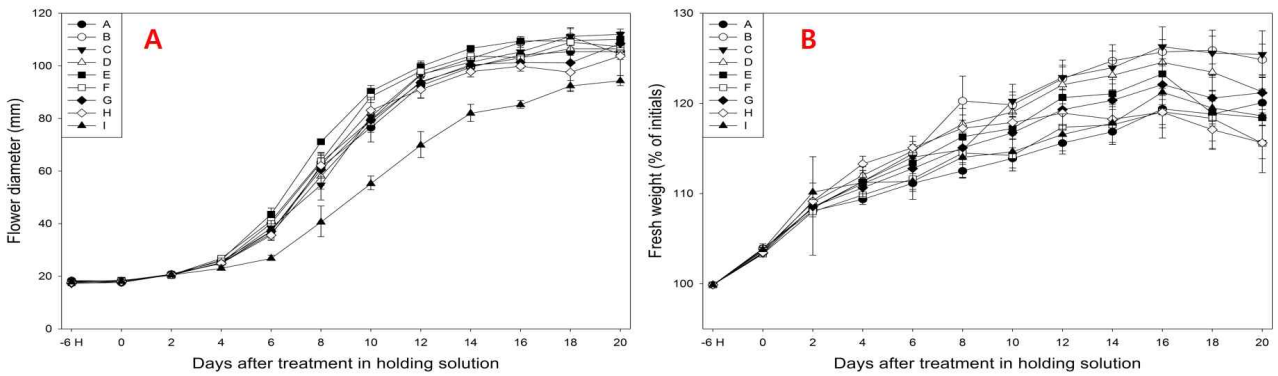 A
Flower diameter (mm)
120
100
80
60
40
20
0
A
B
C
D
E
F
G
H
I
-6 H 0 2 4 6 8 10 12 14 16 18 20
Days after treatment in holding solution
B
Fresh weight (% of initials)
130
120
110
100
A
B
C
D
E
F
G
H
I
-6 H 0 2 4 6 8 10 12 14 16 18 20
Days after treatment in holding solution